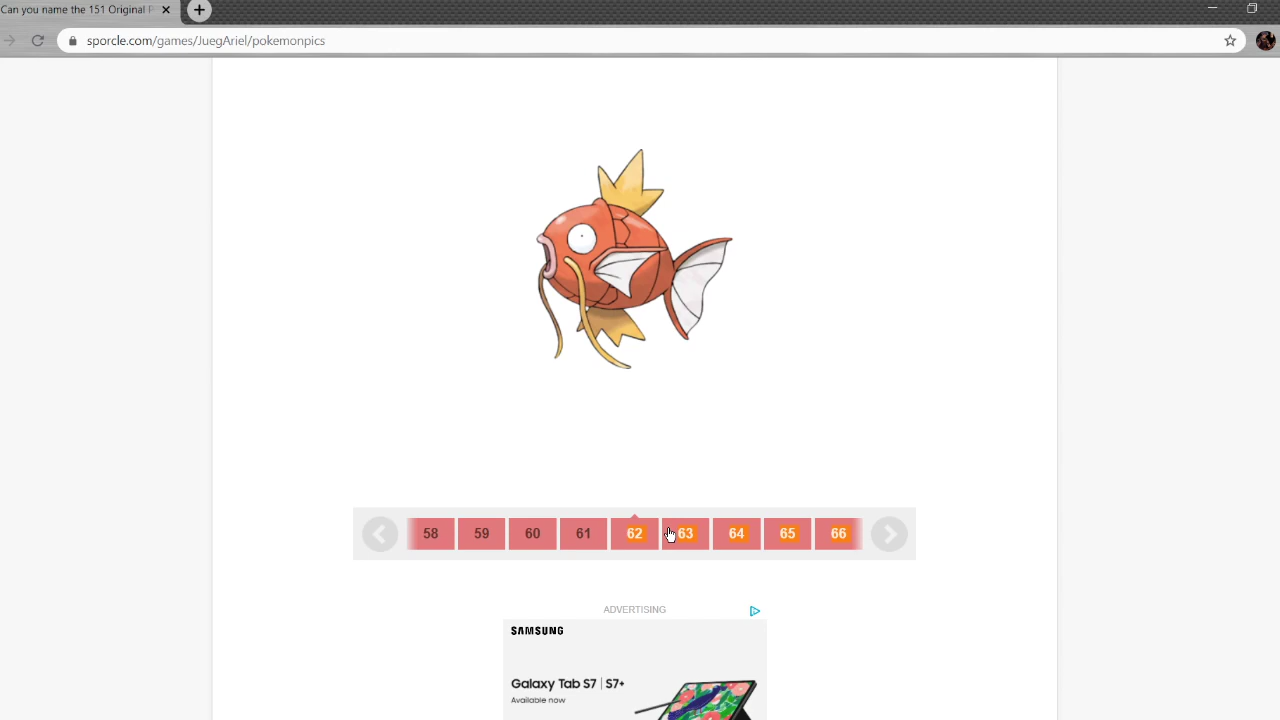 Can you name the 151 Original P
sporcle.com/games/JuegAriel/pokemonpics
58 59 60 61 62 63 64 65 66
ADVERTISING
SAMSUNG
Galaxy Tab S7 | S7+
Available now